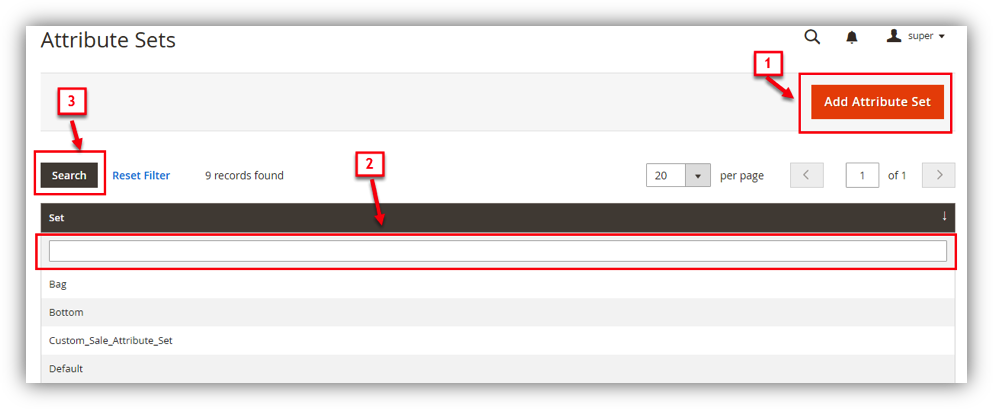 Attribute Sets
super
1
Add Attribute Set
3
2
Search Reset Filter 9 records found 20 per page 1 of 1
Set ↓
Bag
Bottom
Custom_Sale_Attribute_Set
Default